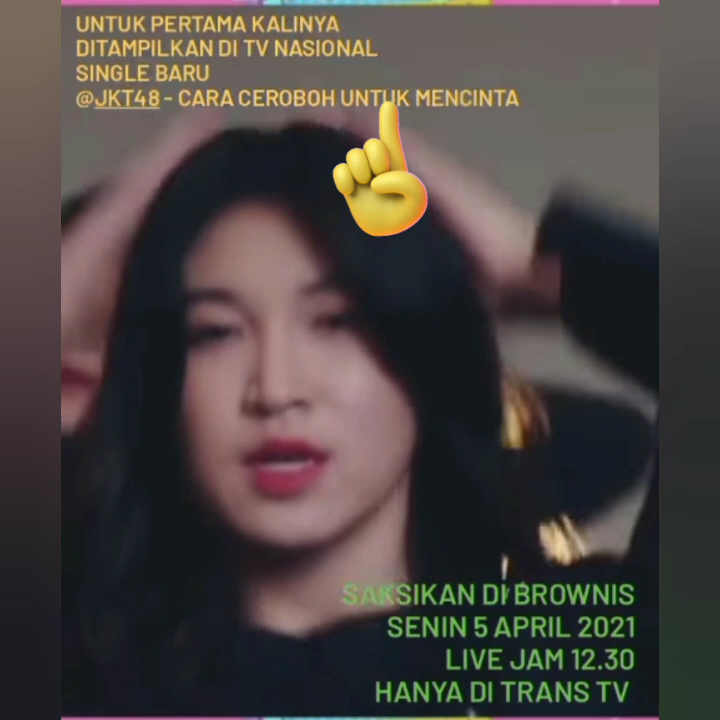 UNTUK PERTAMA KALINYA
DITAMPILKAN DI TV NASIONAL
SINGLE BARU
@JKT48 - CARA CEROBOH UNTUK MENCINTA
SAKSIKAN DI BROWNIS
SENIN 5 APRIL 2021
LIVE JAM 12.30
HANYA DI TRANS TV